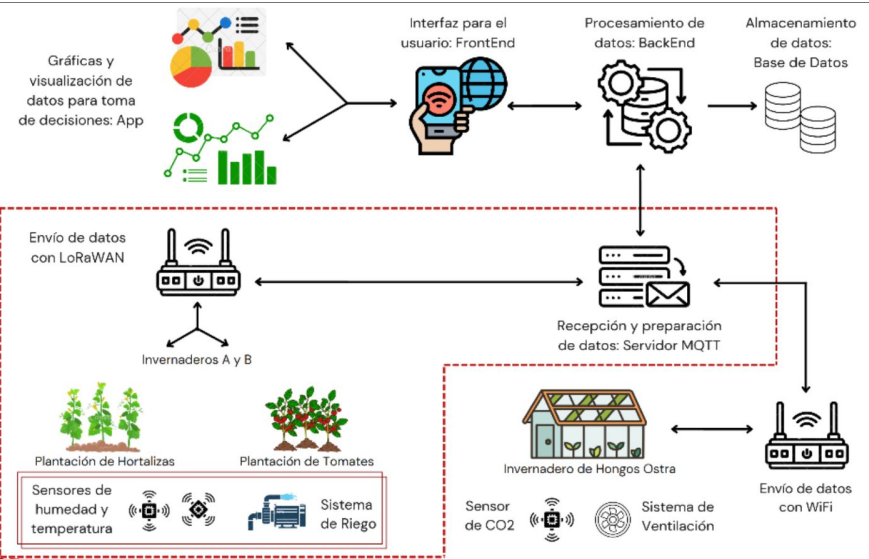 Gráficas y
visualización de
datos para toma
de decisiones: App
Interfaz para el
usuario: FrontEnd
Procesamiento de
datos: BackEnd
Almacenamiento
de datos:
Base de Datos
Envío de datos
con LoRaWAN
Invernaderos A y B
Recepción y preparación
de datos: Servidor MQTT
Plantación de Hortalizas
Plantación de Tomates
Sensores de
humedad y
temperatura
Sistema
de Riego
Invernadero de Hongos Ostra
Sensor
de CO2
Sistema de
Ventilación
Envío de datos
con WiFi